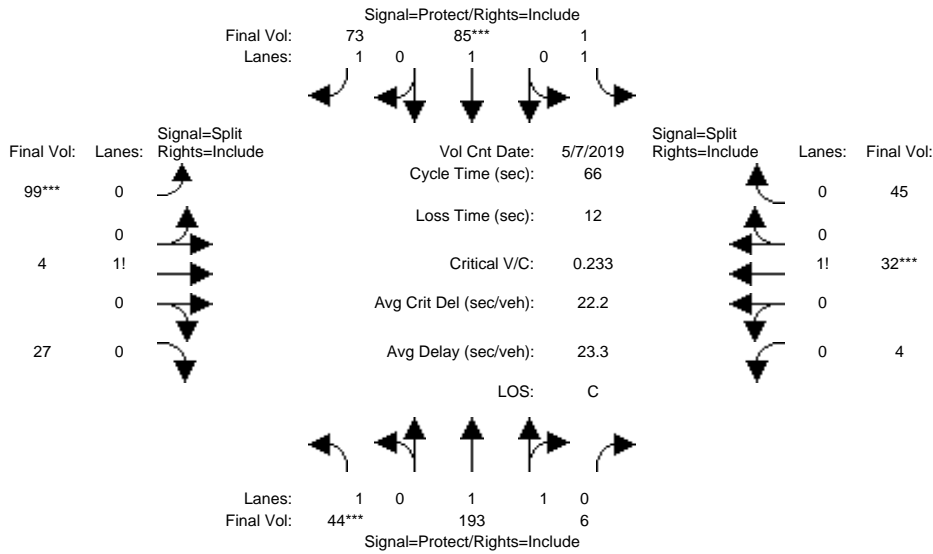 Signal=Protect/Rights=Include
Final Vol: 73 85*** 1
Lanes: 1 0 1 0 1
Signal=Split
Final Vol: Lanes: Rights=Include
Vol Cnt Date: 5/7/2019
Signal=Split
Rights=Include Lanes: Final Vol:
Cycle Time (sec): 66
99*** 0
0 45
Loss Time (sec): 12
0
0
4 1!
Critical V/C: 0.233
1! 32***
0
Avg Crit Del (sec/veh): 22.2
0
27 0
Avg Delay (sec/veh): 23.3
0 4
LOS: C
Lanes: 1 0 1 1 0
Final Vol: 44*** 193 6
Signal=Protect/Rights=Include